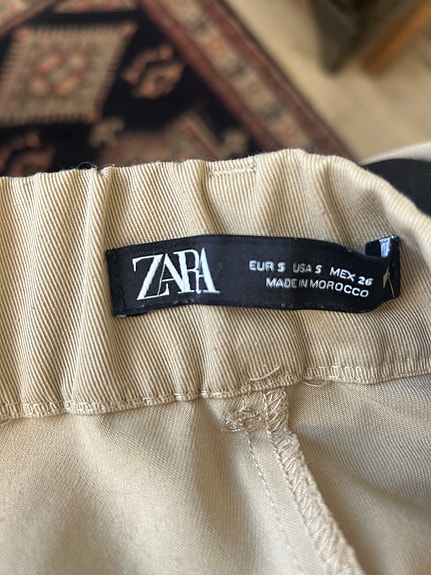 ZARA
EUR S USA S MEX 26
MADE IN MOROCCO